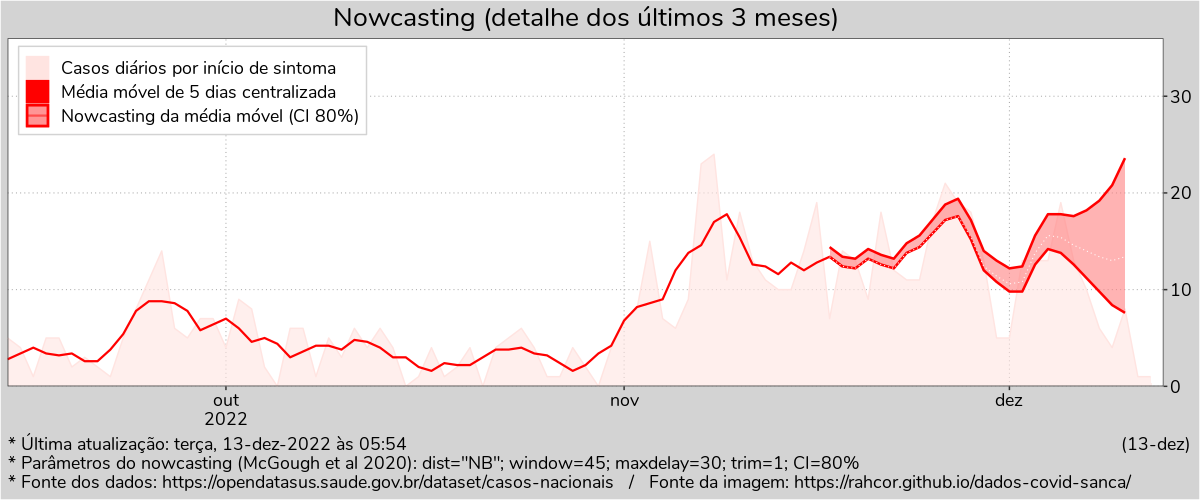 Nowcasting (detalhe dos últimos 3 meses)
Casos diários por início de sintoma
Média móvel de 5 dias centralizada
Nowcasting da média móvel (CI 80%)
30
20
10
0
out
2022
nov
dez
* Última atualização: terça, 13-dez-2022 às 05:54
(13-dez)
* Parâmetros do nowcasting (McGough et al 2020): dist="NB"; window=45; maxdelay=30; trim=1; CI=80%
* Fonte dos dados: https://opendatasus.saude.gov.br/dataset/casos-nacionais / Fonte da imagem: https://rahcor.github.io/dados-covid-sanca/